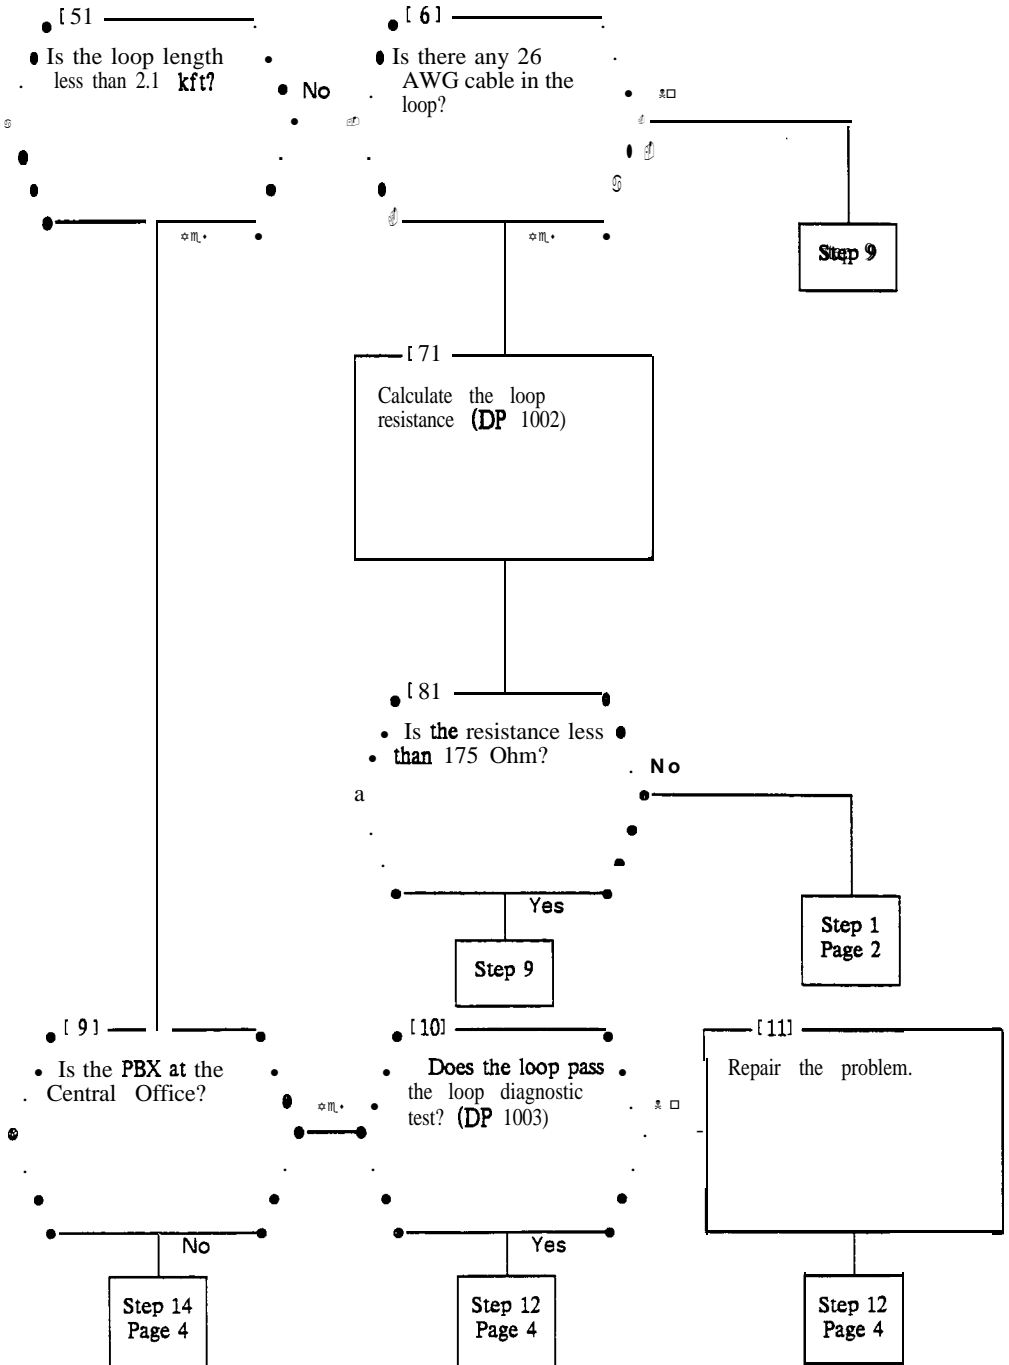 [51
Is the loop length
less than 2.1 kft?
No
[6]
Is there any 26
AWG cable in the
loop?
Step 9
[71
Calculate the loop
resistance (DP 1002)
[81
Is the resistance less
than 175 Ohm?
a
No
Yes
Step 9
Step 1
Page 2
[91
Is the PBX at the
Central Office?
No
Step 14
Page 4
[10]
Does the loop pass
the loop diagnostic
test? (DP 1003)
Yes
Step 12
Page 4
[11]
Repair the problem.
Step 12
Page 4